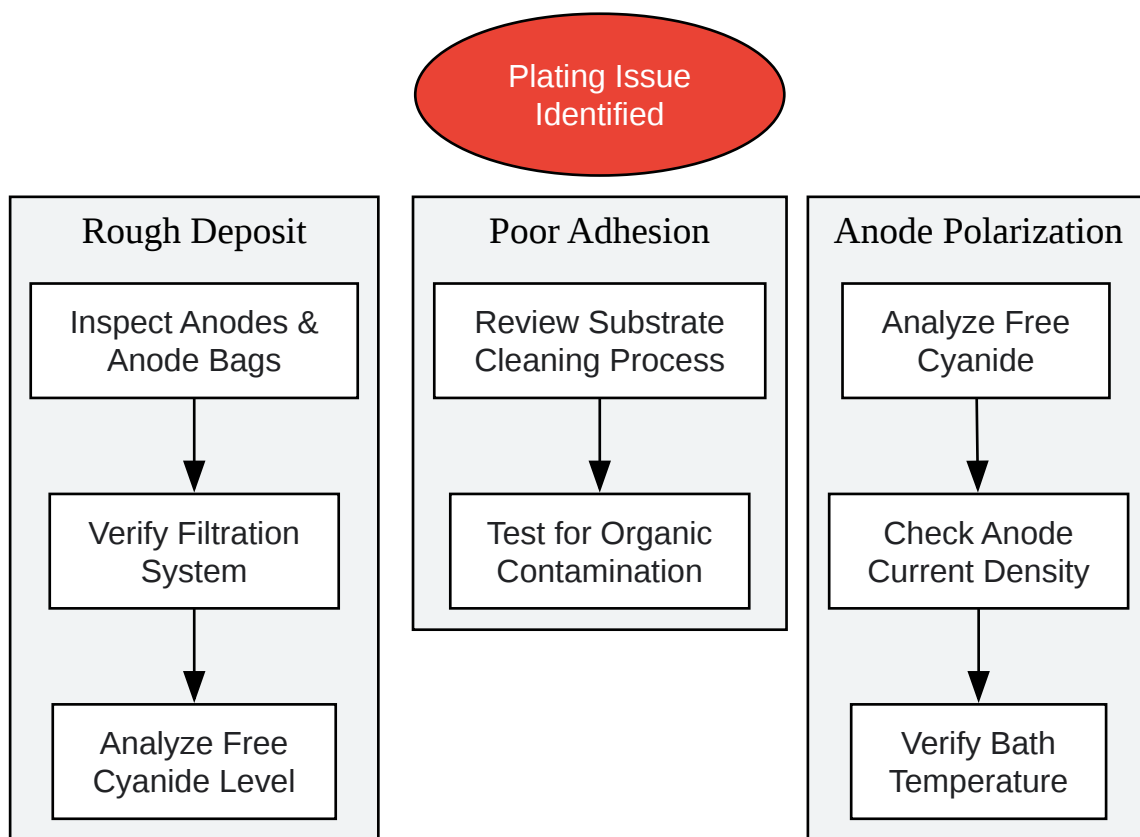 Plating Issue
Identified
Rough Deposit
Inspect Anodes &
Anode Bags
Verify Filtration
System
Analyze Free
Cyanide Level
Poor Adhesion
Review Substrate
Cleaning Process
Test for Organic
Contamination
Anode Polarization
Analyze Free
Cyanide
Check Anode
Current Density
Verify Bath
Temperature